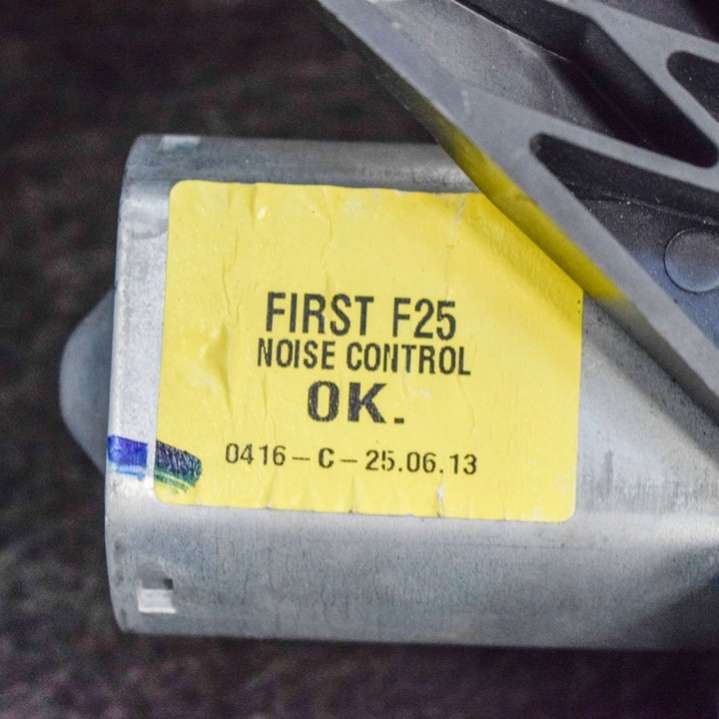 FIRST F25
NOISE CONTROL
OK.
0416 – C – 25.06.13